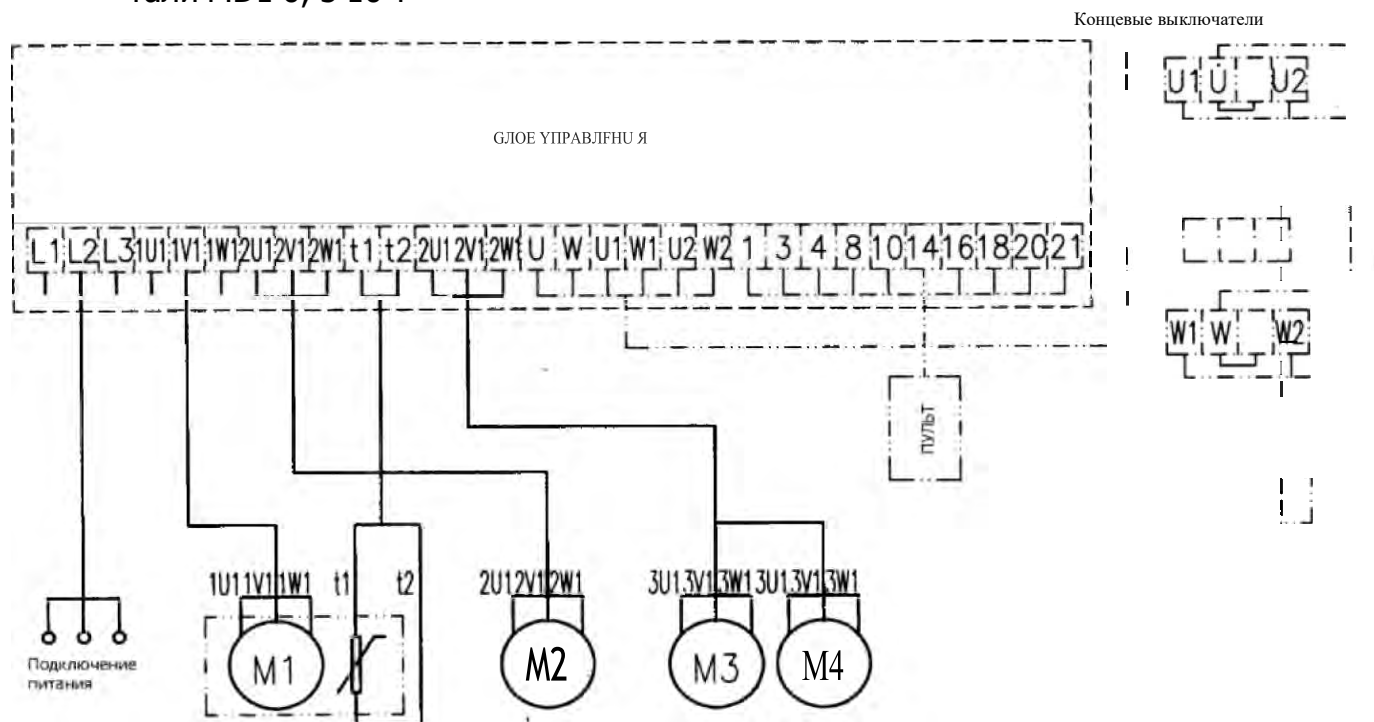 Концевые выключатели
U1 U U2
GЛОЕ YПРАВЛFHU Я
L1 L2 L3 1U1 1V1 1W1 2U1 2V1 2W1 t1 t2 2U1 2V1 2W1 U W U1 W1 U2 W2 1 3 4 8 10 14 16 18 20 21
W1 W W2
ПУЛЬТ
1U1 1V1 1W1 t1 t2 2U1 2V1 2W1 3U1 3V1 3W1 3U1 3V1 3W1
M1 M2 M3 M4
Подключение
питания